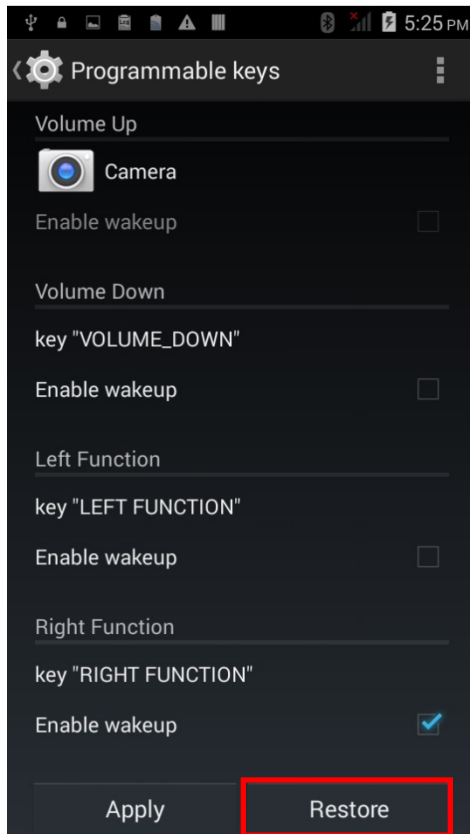 5:25 PM
Programmable keys
Volume Up
Camera
Enable wakeup
Volume Down
key "VOLUME_DOWN"
Enable wakeup
Left Function
key "LEFT FUNCTION"
Enable wakeup
Right Function
key "RIGHT FUNCTION"
Enable wakeup
Apply Restore